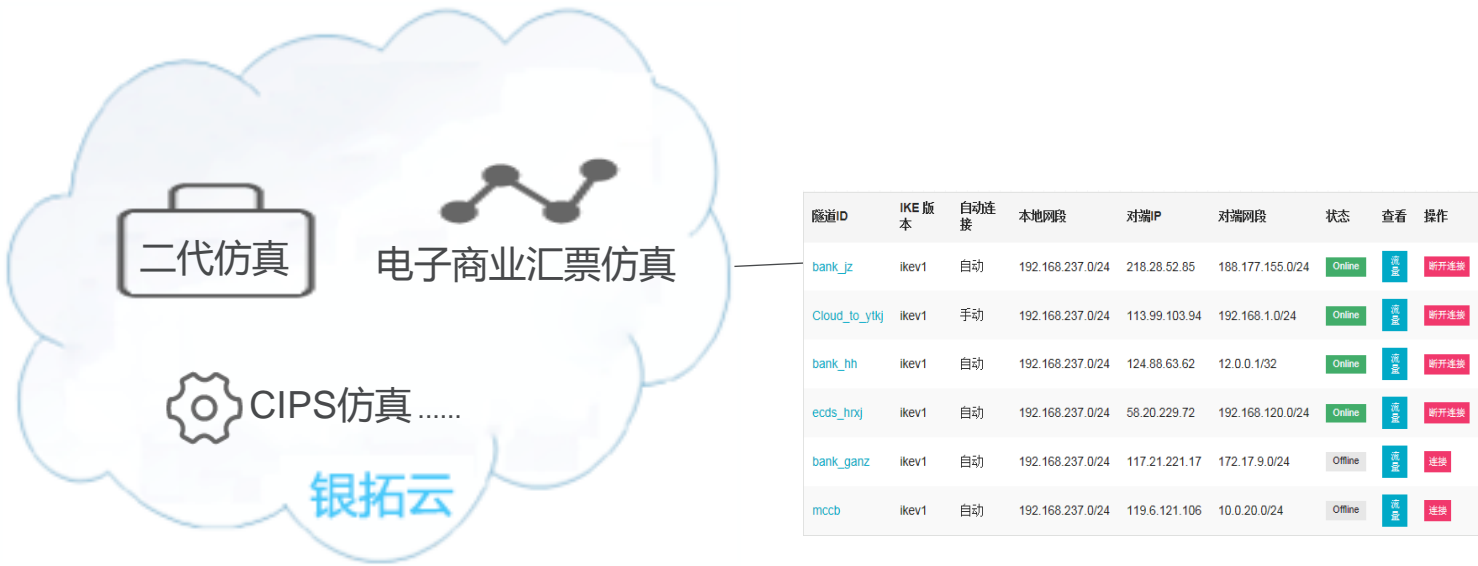 二代仿真
电子商业汇票仿真
CIPS仿真 ......
银拓云
隧道ID IKE 版本 自动连接 本地网段 对端IP 对端网段 状态 查看 操作
bank_jz ikev1 自动 192.168.237.0/24 218.28.52.85 188.177.155.0/24 Online 流量 断开连接
Cloud_to_ytkj ikev1 手动 192.168.237.0/24 113.99.103.94 192.168.1.0/24 Online 流量 断开连接
bank_hh ikev1 自动 192.168.237.0/24 124.88.63.62 12.0.0.1/32 Online 流量 断开连接
ecds_hrxj ikev1 自动 192.168.237.0/24 58.20.229.72 192.168.120.0/24 Online 流量 断开连接
bank_ganz ikev1 自动 192.168.237.0/24 117.21.221.17 172.17.9.0/24 Offline 流量 连接
mccb ikev1 自动 192.168.237.0/24 119.6.121.106 10.0.20.0/24 Offline 流量 连接